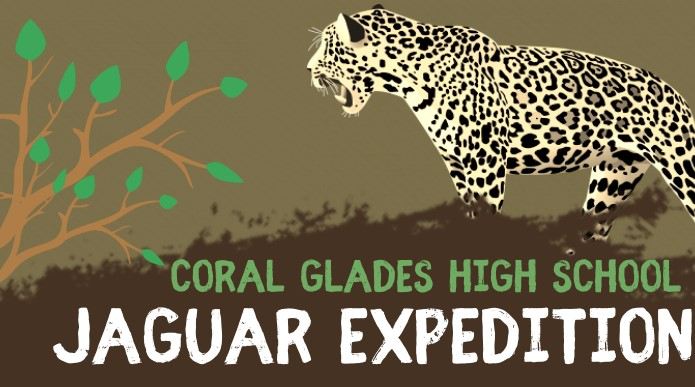 CORAL GLADES HIGH SCHOOL
JAGUAR EXPEDITION